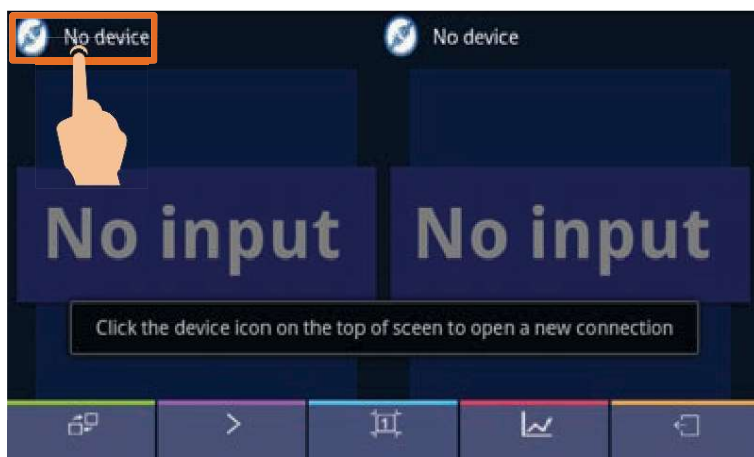 No device
No device
No input
No input
Click the device icon on the top of sceen to open a new connection
1